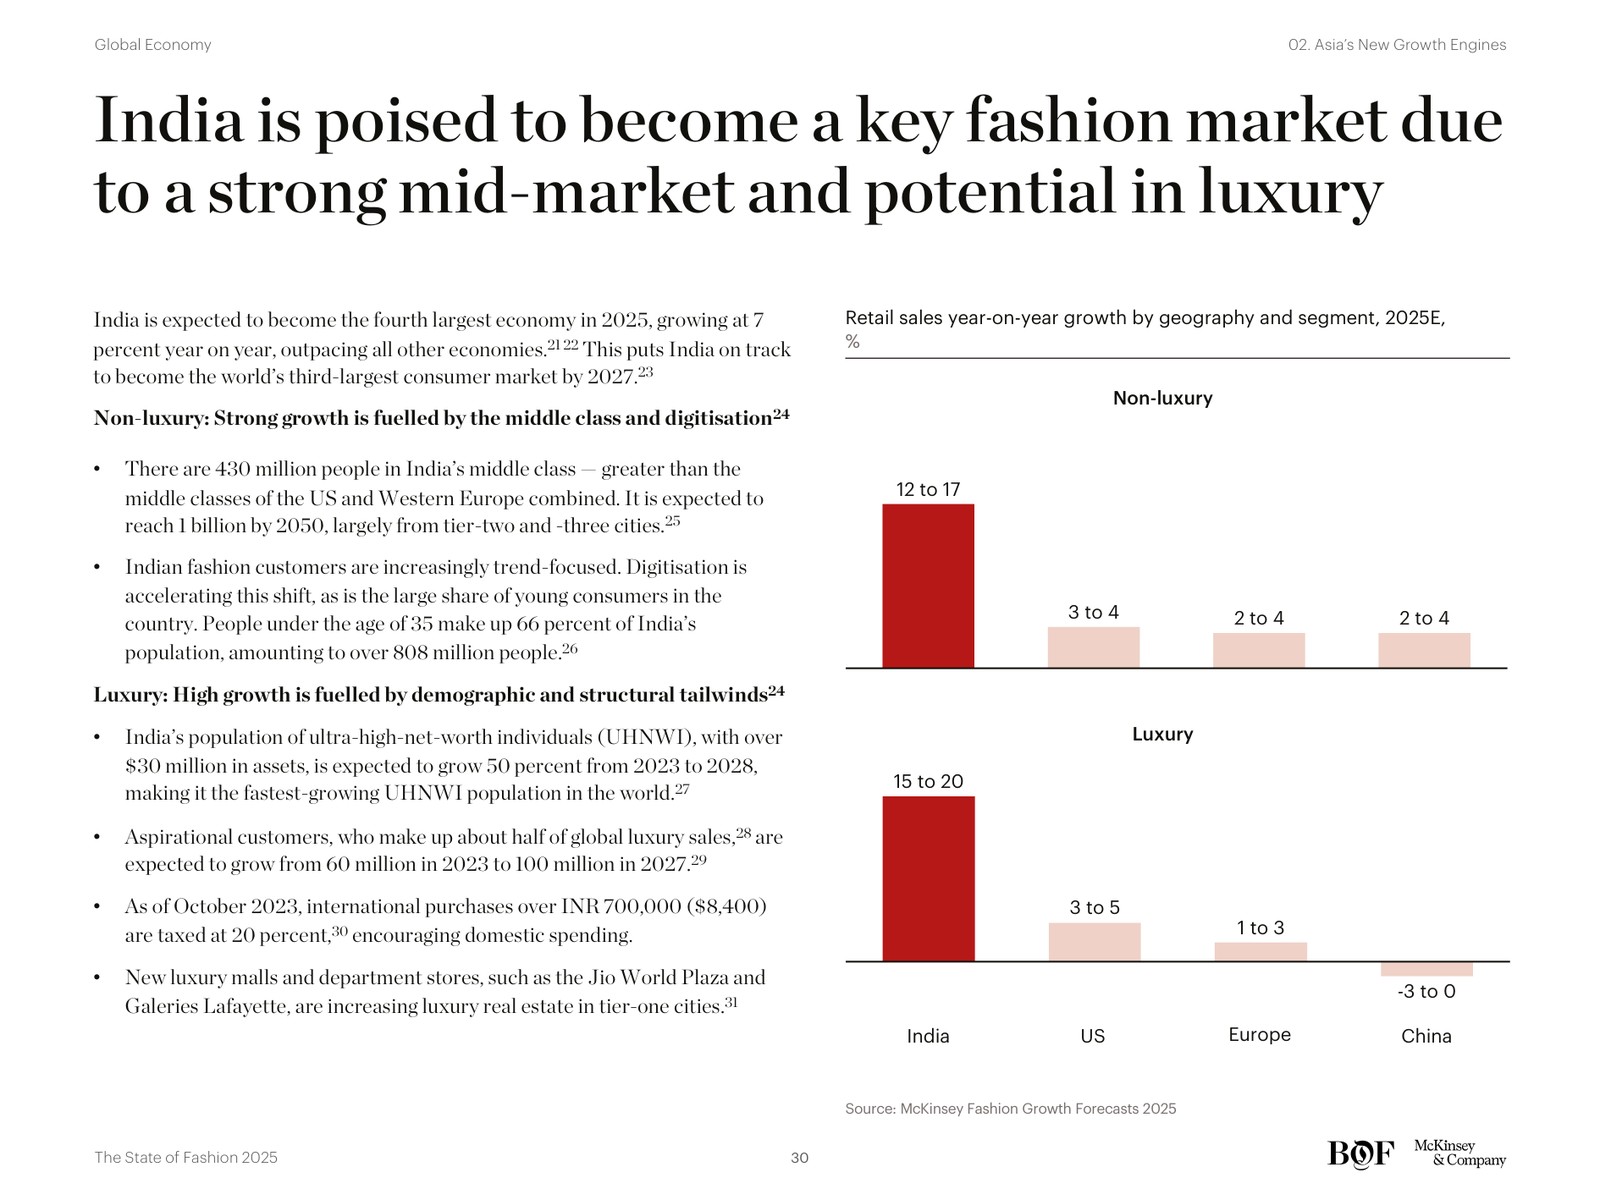 Global Economy
02. Asia's New Growth Engines
India is poised to become a key fashion market due
to a strong mid-market and potential in luxury
India is expected to become the fourth largest economy in 2025, growing at 7
percent year on year, outpacing all other economies.21 22 This puts India on track
to become the world's third-largest consumer market by 2027.23
Non-luxury: Strong growth is fuelled by the middle class and digitisation24
• There are 430 million people in India's middle class — greater than the
middle classes of the US and Western Europe combined. It is expected to
reach 1 billion by 2050, largely from tier-two and -three cities.25
• Indian fashion customers are increasingly trend-focused. Digitisation is
accelerating this shift, as is the large share of young consumers in the
country. People under the age of 35 make up 66 percent of India's
population, amounting to over 808 million people.26
Luxury: High growth is fuelled by demographic and structural tailwinds24
• India's population of ultra-high-net-worth individuals (UHNWI), with over
$30 million in assets, is expected to grow 50 percent from 2023 to 2028,
making it the fastest-growing UHNWI population in the world.27
• Aspirational customers, who make up about half of global luxury sales,28 are
expected to grow from 60 million in 2023 to 100 million in 2027.29
• As of October 2023, international purchases over INR 700,000 ($8,400)
are taxed at 20 percent,30 encouraging domestic spending.
• New luxury malls and department stores, such as the Jio World Plaza and
Galeries Lafayette, are increasing luxury real estate in tier-one cities.31
Retail sales year-on-year growth by geography and segment, 2025E,
%
Non-luxury
12 to 17
3 to 4
2 to 4
2 to 4
Luxury
15 to 20
3 to 5
1 to 3
-3 to 0
India
US
Europe
China
Source: McKinsey Fashion Growth Forecasts 2025
The State of Fashion 2025
30
BOF
McKinsey
& Company